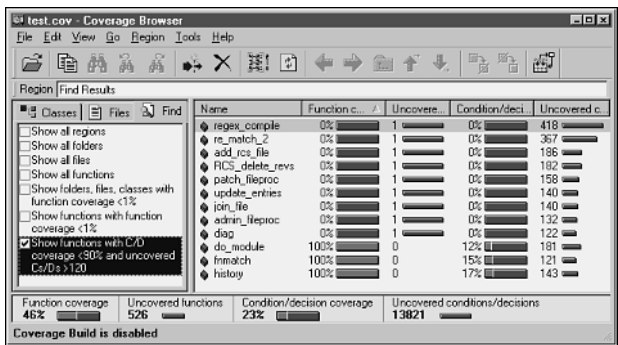 test.cov - Coverage Browser
File Edit View Go Region Tools Help
Region Find Results
Classes Files Find
Show all regions
Show all folders
Show all files
Show all functions
Show folders, files, classes with
function coverage <1%
Show functions with function
coverage <1%
Show functions with C/D
coverage <90% and uncovered
Cs/Ds >120
Name Function c... Uncovere... Condition/deci... Uncovered c...
regex_compile 0% 1 0% 418
re_match_2 0% 1 0% 367
add_rcs_file 0% 1 0% 186
RCS_delete_revs 0% 1 0% 182
patch_fileproc 0% 1 0% 158
update_entries 0% 1 0% 140
join_file 0% 1 0% 140
admin_fileproc 0% 1 0% 132
diag 0% 1 0% 122
do_module 100% 0 12% 181
fnmatch 100% 0 15% 121
history 100% 0 17% 143
Function coverage Uncovered functions Condition/decision coverage Uncovered conditions/decisions
46% 526 23% 13821
Coverage Build is disabled